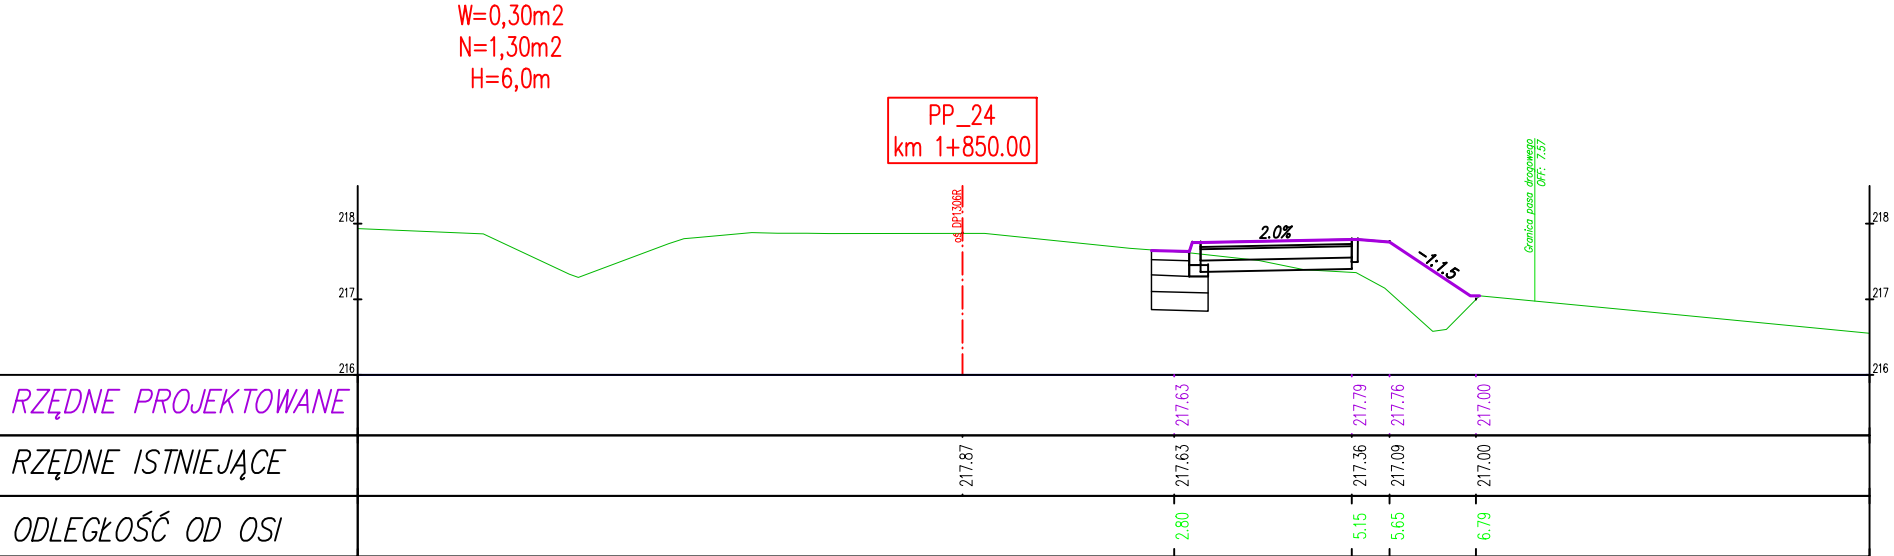 W=0,30m2
N=1,30m2
H=6,0m
PP_24
km 1+850.00
oś DP1306R
Granica pasa drogowego
OFF: 7.57
218
217
216
218
217
216
2.0%
-1:1.5
RZĘDNE PROJEKTOWANE
217.63
217.79
217.76
217.00
RZĘDNE ISTNIEJĄCE
217.87
217.63
217.36
217.09
217.00
ODLEGŁOŚĆ OD OSI
2.80
5.15
5.65
6.79